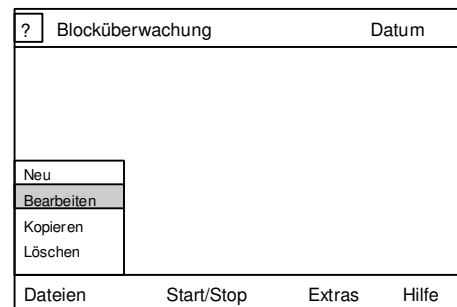 ? Blocküberwachung Datum
Neu
Bearbeiten
Kopieren
Löschen
Dateien Start/Stop Extras Hilfe